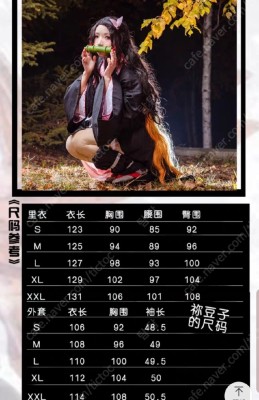 《尺码参考》
里衣 衣长 胸围 腰围 臀围
S 123 90 85 92
M 125 94 89 96
L 127 98 93 100
XL 129 102 97 104
XXL 131 106 101 108
外套 衣长 胸围 袖长
S 106 92 48.5
M 108 96 49
L 110 100 49.5
XL 112 104 50
XXL 114 108 50.5
祢豆子
的尺码